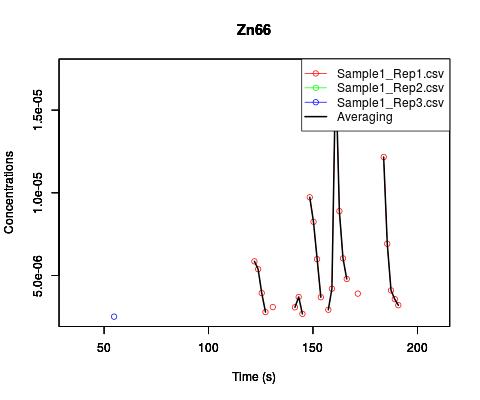 Zn66
Sample1_Rep1.csv
Sample1_Rep2.csv
Sample1_Rep3.csv
Averaging
Concentrations
1.5e-05
1.0e-05
5.0e-06
50 100 150 200
Time (s)